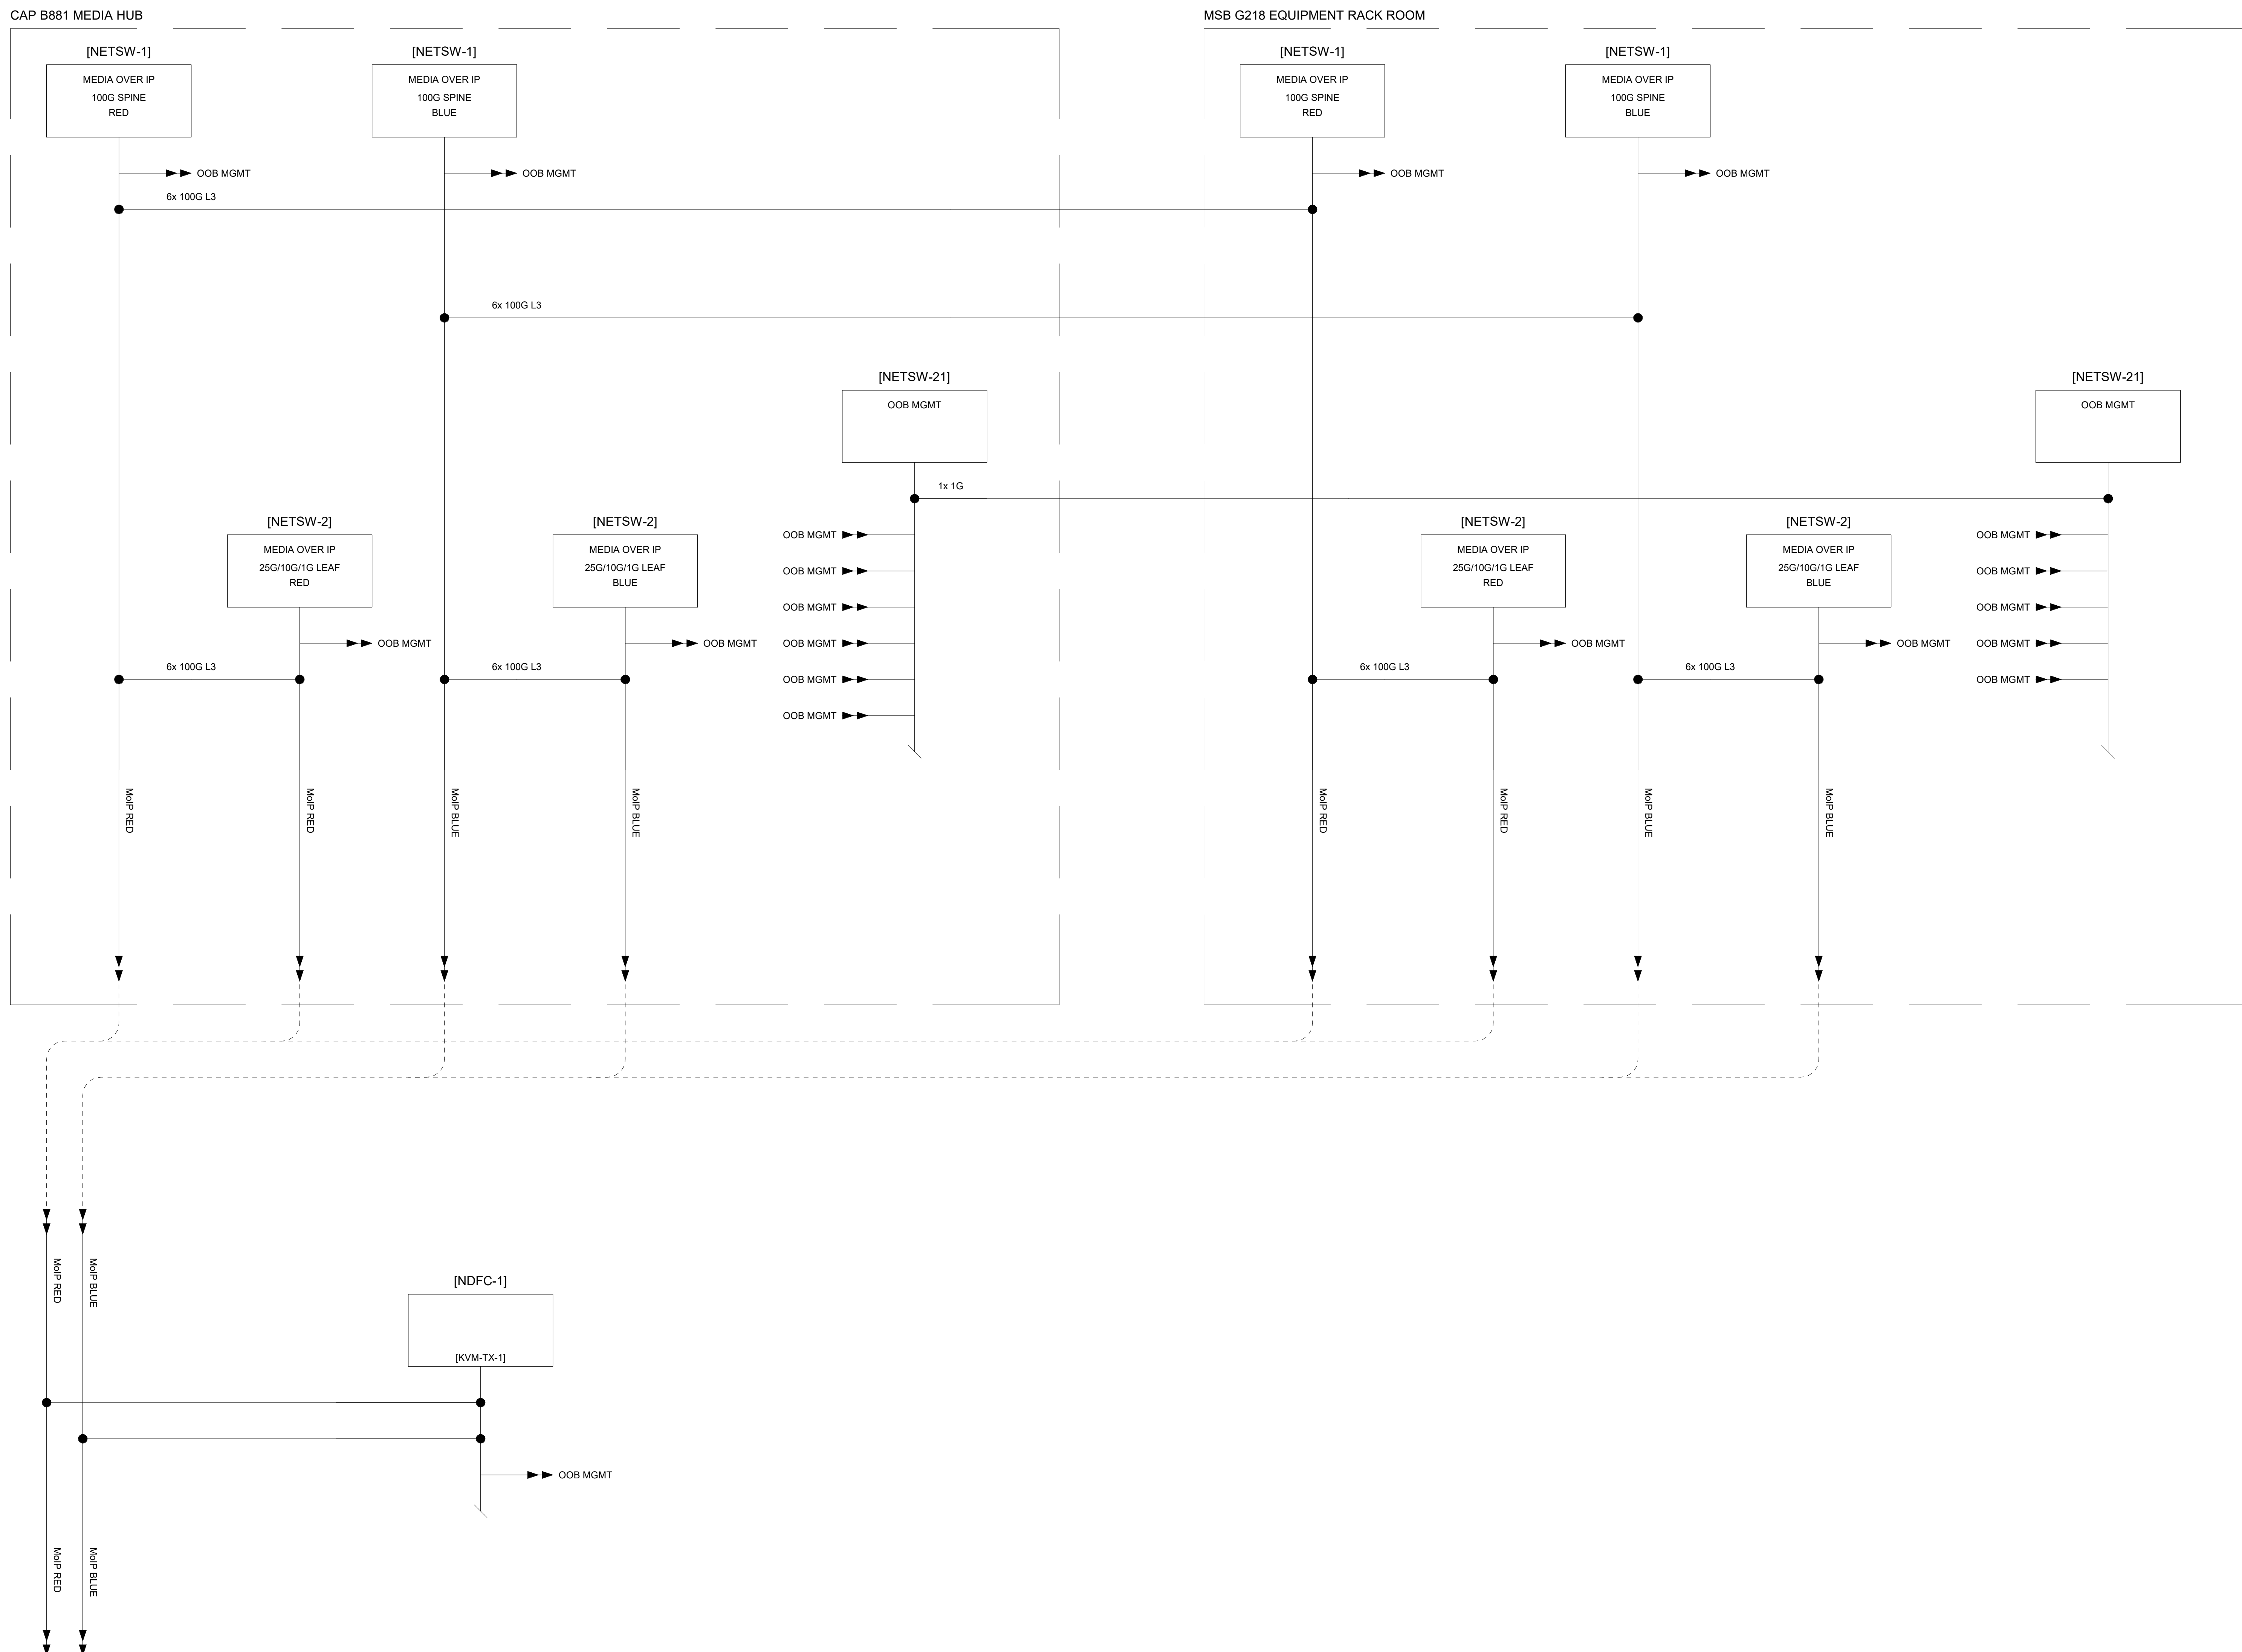 CAP B881 MEDIA HUB
MSB G218 EQUIPMENT RACK ROOM
[NETSW-1]
[NETSW-1]
[NETSW-1]
[NETSW-1]
MEDIA OVER IP
100G SPINE
RED
MEDIA OVER IP
100G SPINE
BLUE
MEDIA OVER IP
100G SPINE
RED
MEDIA OVER IP
100G SPINE
BLUE
OOB MGMT
OOB MGMT
OOB MGMT
OOB MGMT
6x 100G L3
6x 100G L3
[NETSW-21]
OOB MGMT
[NETSW-21]
OOB MGMT
1x 1G
[NETSW-2]
MEDIA OVER IP
25G/10G/1G LEAF
RED
[NETSW-2]
MEDIA OVER IP
25G/10G/1G LEAF
BLUE
OOB MGMT
OOB MGMT
OOB MGMT
OOB MGMT
OOB MGMT
OOB MGMT
[NETSW-2]
MEDIA OVER IP
25G/10G/1G LEAF
RED
[NETSW-2]
MEDIA OVER IP
25G/10G/1G LEAF
BLUE
OOB MGMT
OOB MGMT
OOB MGMT
OOB MGMT
OOB MGMT
OOB MGMT
OOB MGMT
OOB MGMT
OOB MGMT
6x 100G L3
6x 100G L3
6x 100G L3
6x 100G L3
MoIP RED
MoIP RED
MoIP BLUE
MoIP BLUE
MoIP RED
MoIP RED
MoIP BLUE
MoIP BLUE
MoIP RED
MoIP BLUE
[NDFC-1]
[KVM-TX-1]
OOB MGMT
MoIP RED
MoIP BLUE